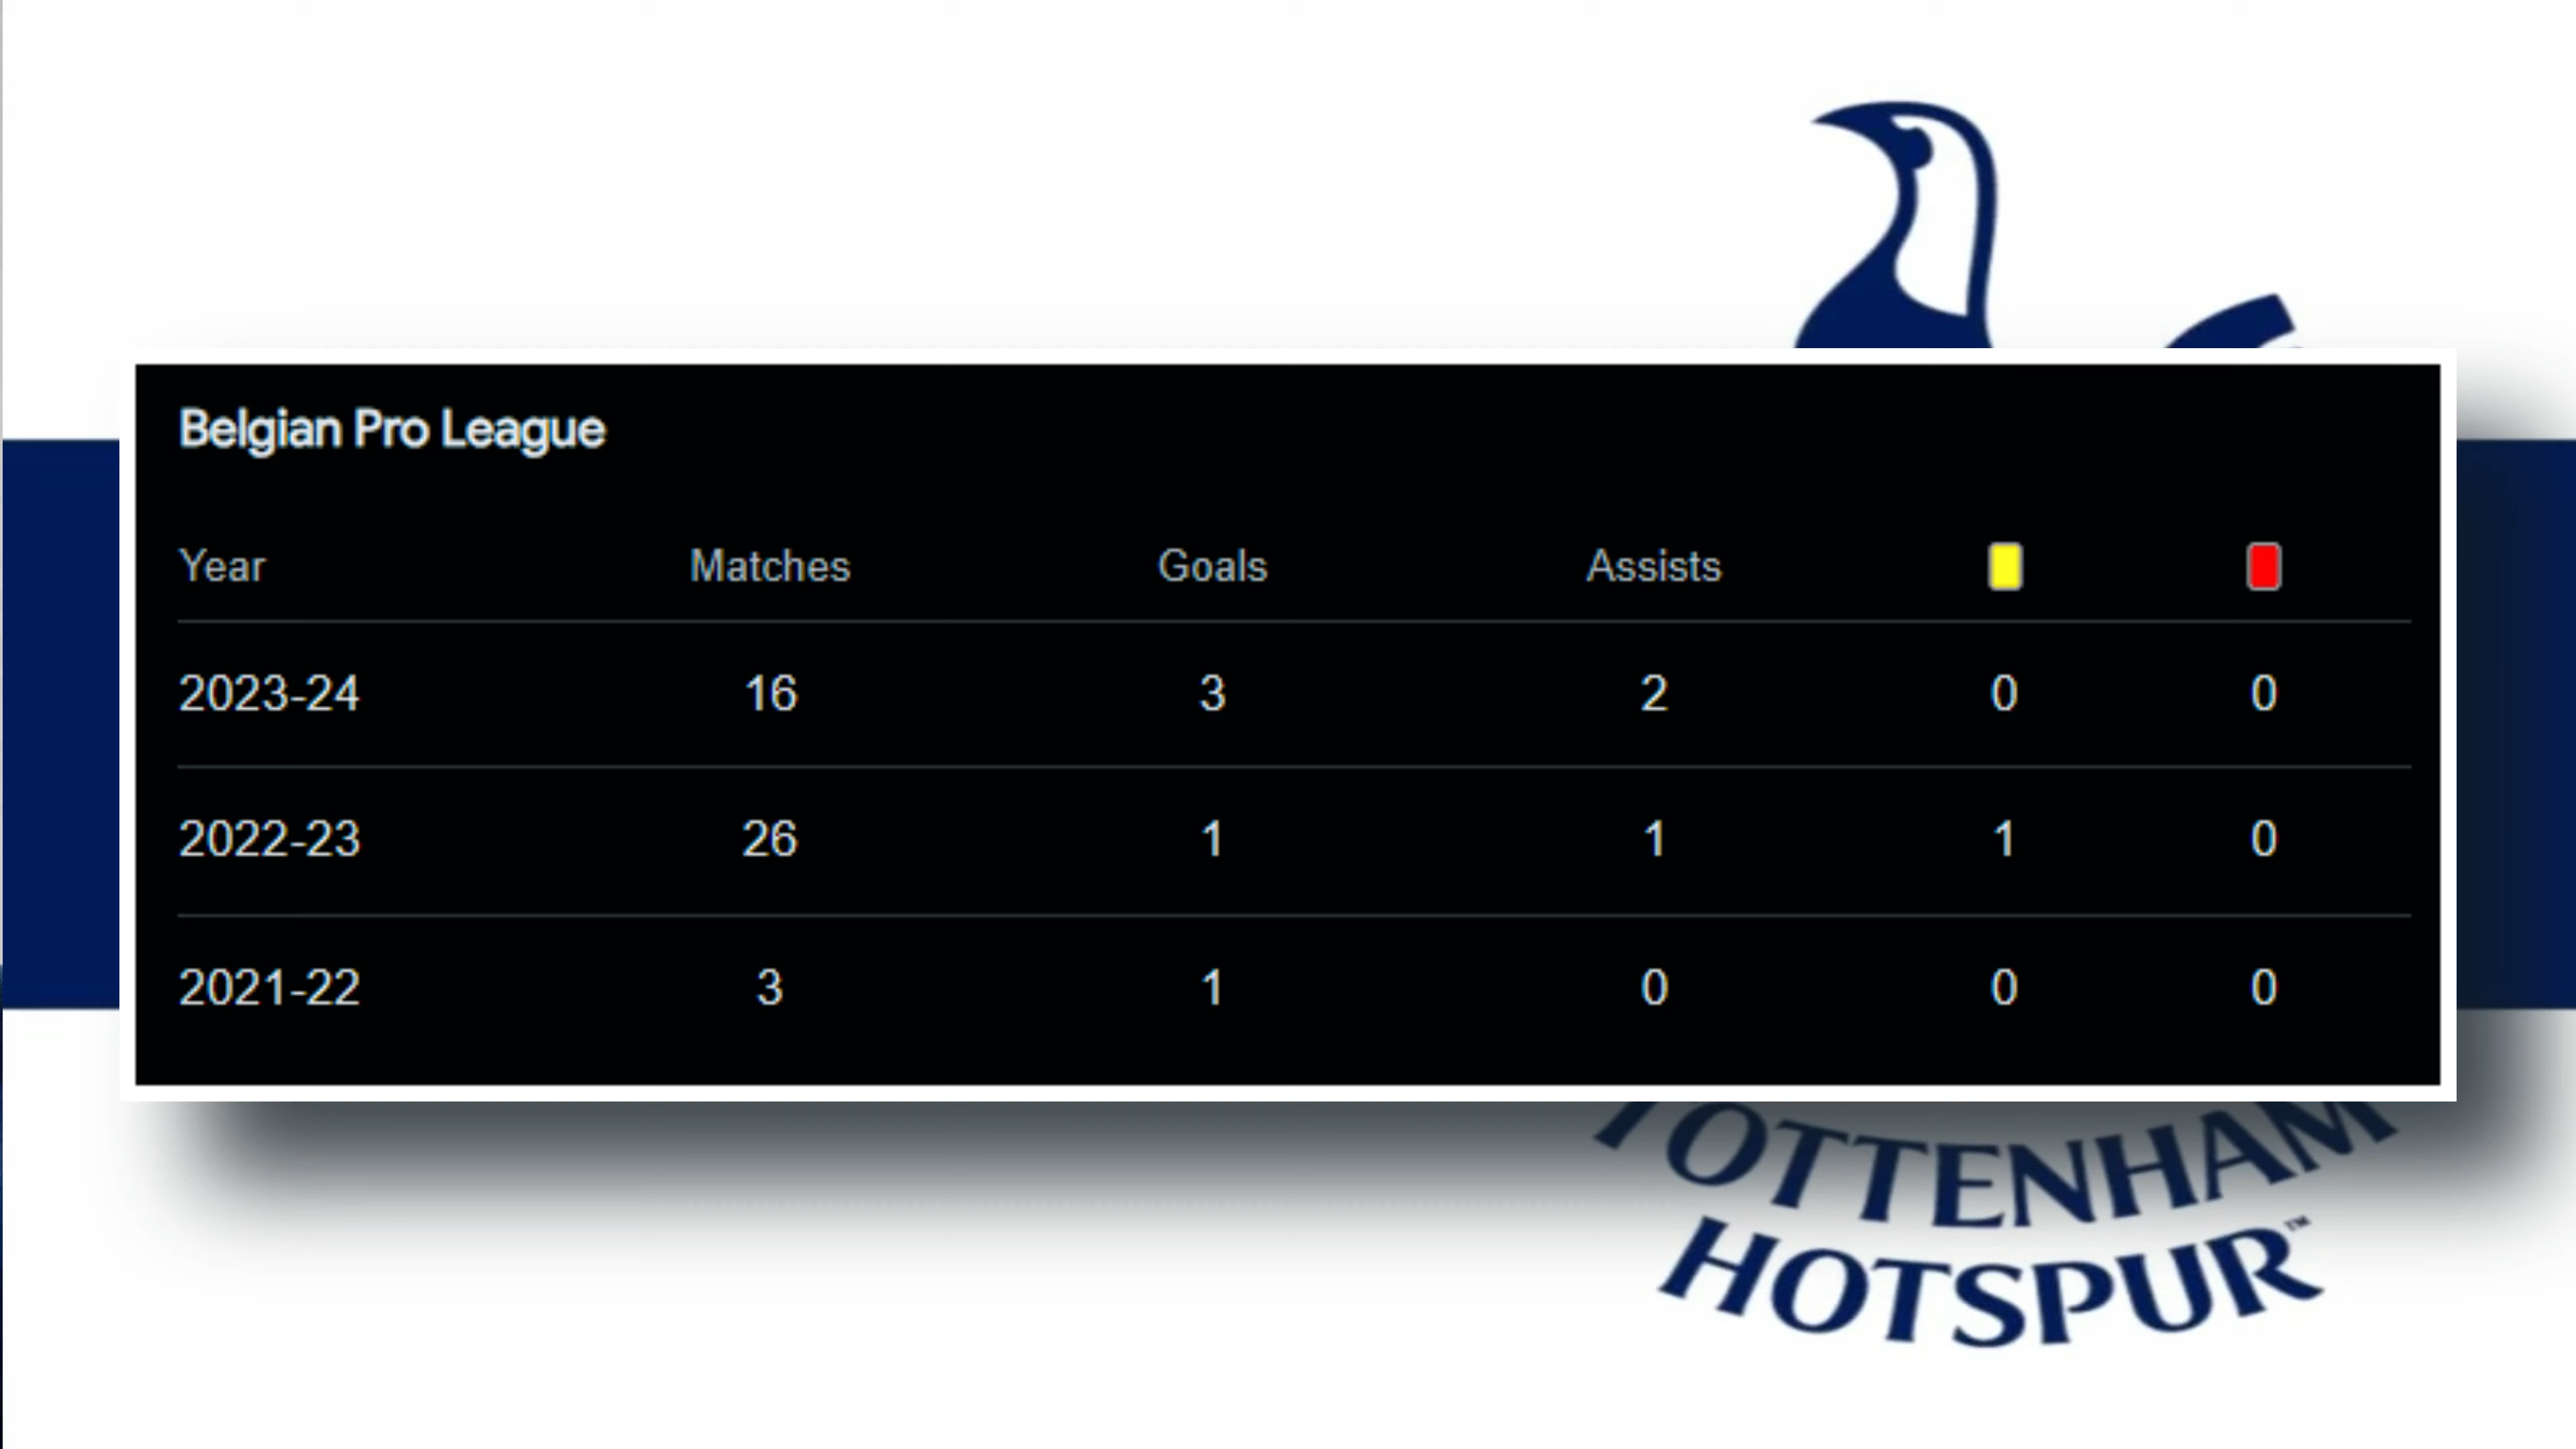 Belgian Pro League
Year Matches Goals Assists
2023-24 16 3 2 0 0
2022-23 26 1 1 1 0
2021-22 3 1 0 0 0
TOTTENHAM
HOTSPUR™